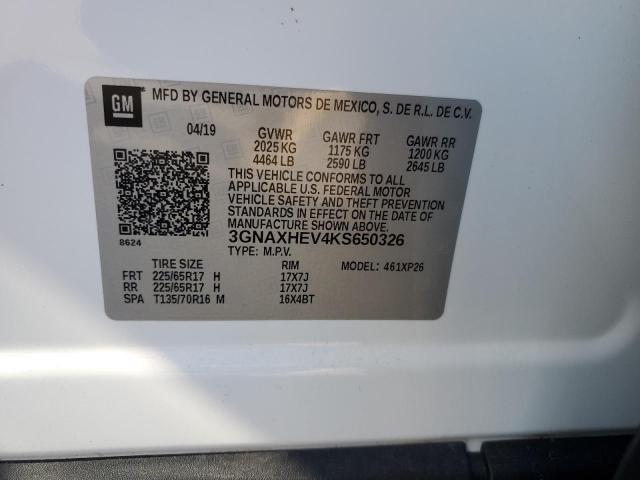 GM
MFD BY GENERAL MOTORS DE MEXICO, S. DE R.L. DE C.V.
04/19 GVWR GAWR FRT GAWR RR
2025 KG 1175 KG 1200 KG
4464 LB 2590 LB 2645 LB
THIS VEHICLE CONFORMS TO ALL
APPLICABLE U.S. FEDERAL MOTOR
VEHICLE SAFETY STANDARDS IN
EFFECT ON THE DATE OF
MANUFACTURE SHOWN ABOVE.
8624 3GNAXHEV4KS650326
TYPE: M.P.V.
TIRE SIZE RIM MODEL: 461XP26
FRT 225/65R17 H 17X7J
RR 225/65R17 H 17X7J
SPA T135/70R16 M 16X4BT